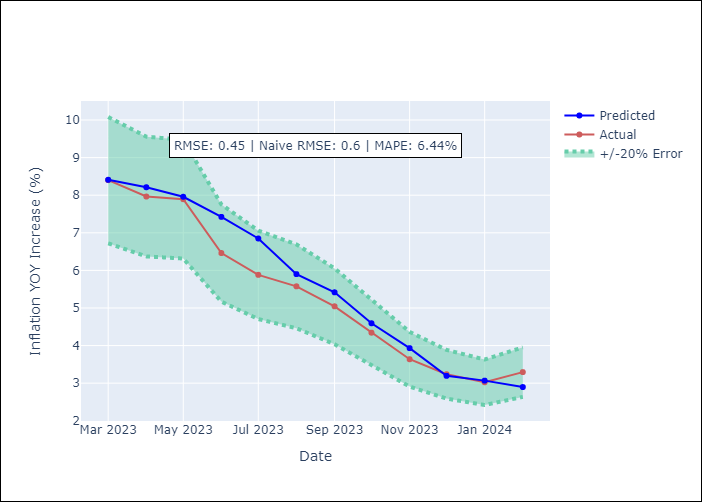 RMSE: 0.45 | Naive RMSE: 0.6 | MAPE: 6.44%
Predicted
Actual
+/-20% Error
Inflation YOY Increase (%)
10
9
8
7
6
5
4
3
2
Mar 2023 May 2023 Jul 2023 Sep 2023 Nov 2023 Jan 2024
Date